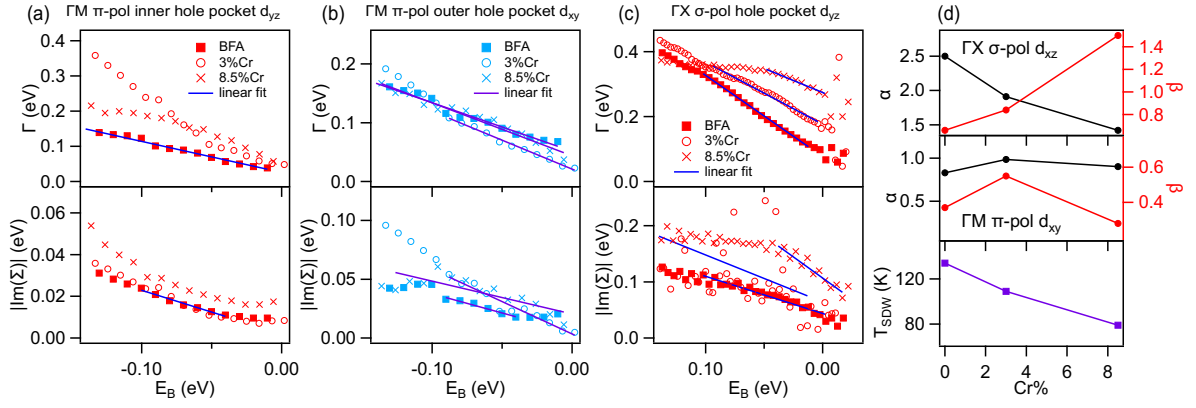 (a) ΓM π-pol inner hole pocket d_yz
BFA
3%Cr
8.5%Cr
linear fit
Γ (eV)
0.4
0.3
0.2
0.1
0.0
|Im(Σ)| (eV)
0.06
0.04
0.02
0.00
-0.10
0.00
E_B (eV)
(b) ΓM π-pol outer hole pocket d_xy
BFA
3%Cr
8.5%Cr
linear fit
Γ (eV)
0.2
0.1
0.0
|Im(Σ)| (eV)
0.10
0.05
0.00
-0.10
0.00
E_B (eV)
(c) ΓX σ-pol hole pocket d_yz
BFA
3%Cr
8.5%Cr
linear fit
Γ (eV)
0.4
0.2
0.0
|Im(Σ)| (eV)
0.2
0.1
0.0
0.10
0.00
E_B (eV)
(d)
ΓX σ-pol d_xz
α
2.5
2.0
1.5
β
1.4
1.2
1.0
0.8
ΓM π-pol d_xy
α
1.0
0.5
β
0.6
0.4
T_SDW (K)
120
80
0
2
4
6
8
Cr%